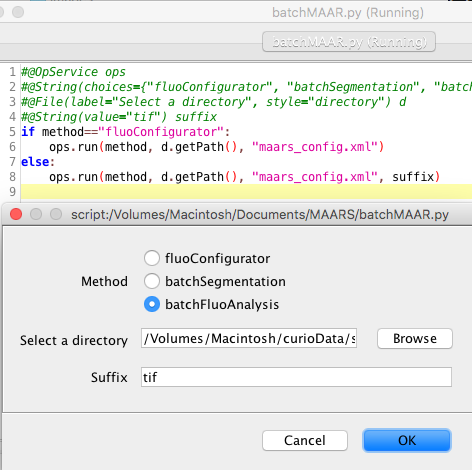 batchMAAR.py (Running)
batchMAAR.py (Running)
1 #@OpService ops
2 #@String(choices={"fluoConfigurator", "batchSegmentation", "batc
3 #@File(label="Select a directory", style="directory") d
4 #@String(value="tif") suffix
5 if method=="fluoConfigurator":
6 ops.run(method, d.getPath(), "maars_config.xml")
7 else:
8 ops.run(method, d.getPath(), "maars_config.xml", suffix)
9
script:/Volumes/Macintosh/Documents/MAARS/batchMAAR.py
fluoConfigurator
Method batchSegmentation
batchFluoAnalysis
Select a directory /Volumes/Macintosh/curioData/s Browse
Suffix tif
Cancel OK